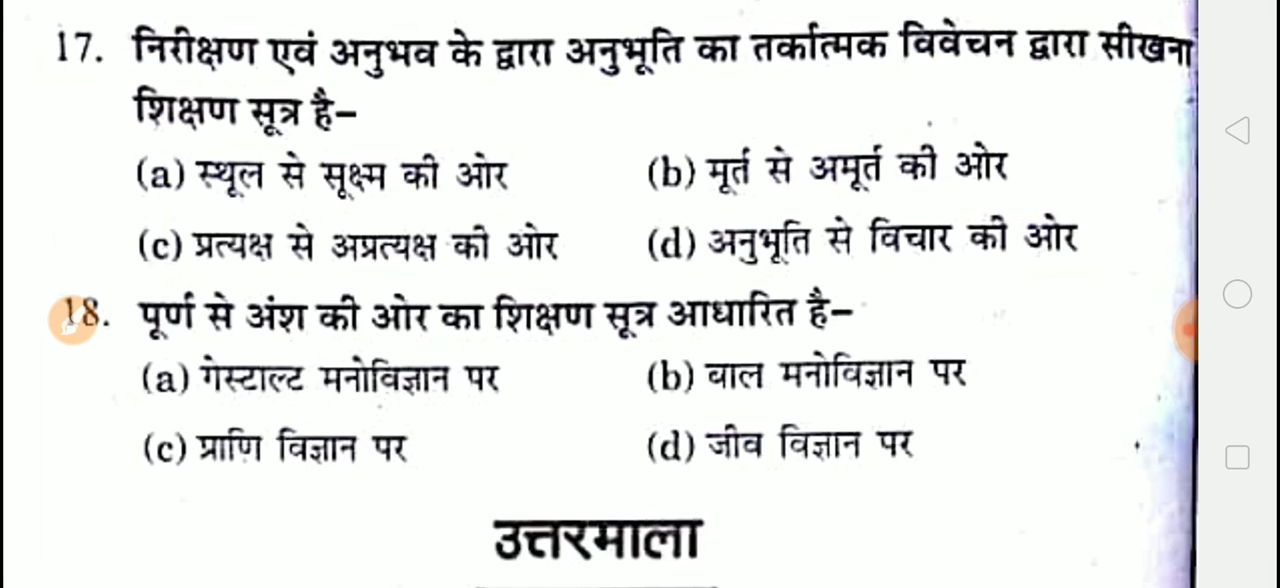 17. निरीक्षण एवं अनुभव के द्वारा अनुभूति का तर्कात्मक विवेचन द्वारा सीखना
शिक्षण सूत्र है–
(a) स्थूल से सूक्ष्म की ओर (b) मूर्त से अमूर्त की ओर
(c) प्रत्यक्ष से अप्रत्यक्ष की ओर (d) अनुभूति से विचार की ओर
18. पूर्ण से अंश की ओर का शिक्षण सूत्र आधारित है–
(a) गेस्टाल्ट मनोविज्ञान पर (b) बाल मनोविज्ञान पर
(c) प्राणि विज्ञान पर (d) जीव विज्ञान पर
उत्तरमाला